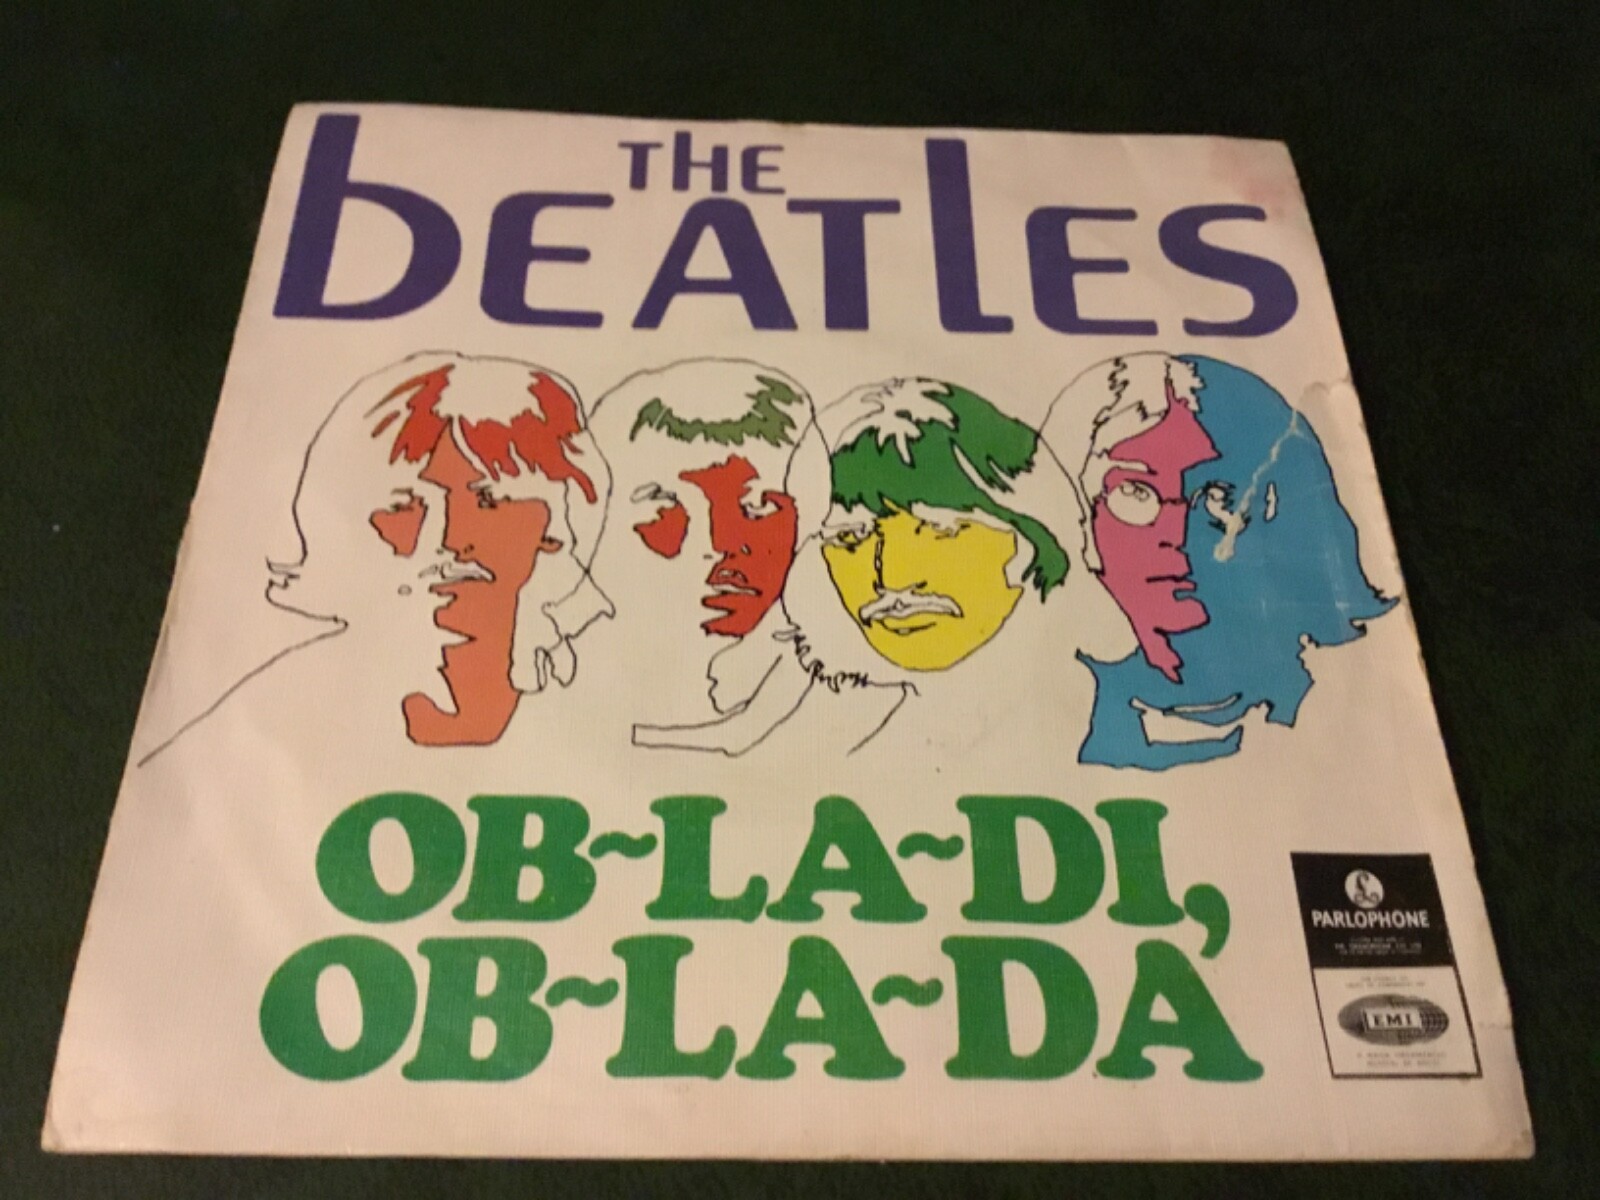 THE
bEATlES
OB~LA~DI,
OB~LA~DA
PARLOPHONE
EMI